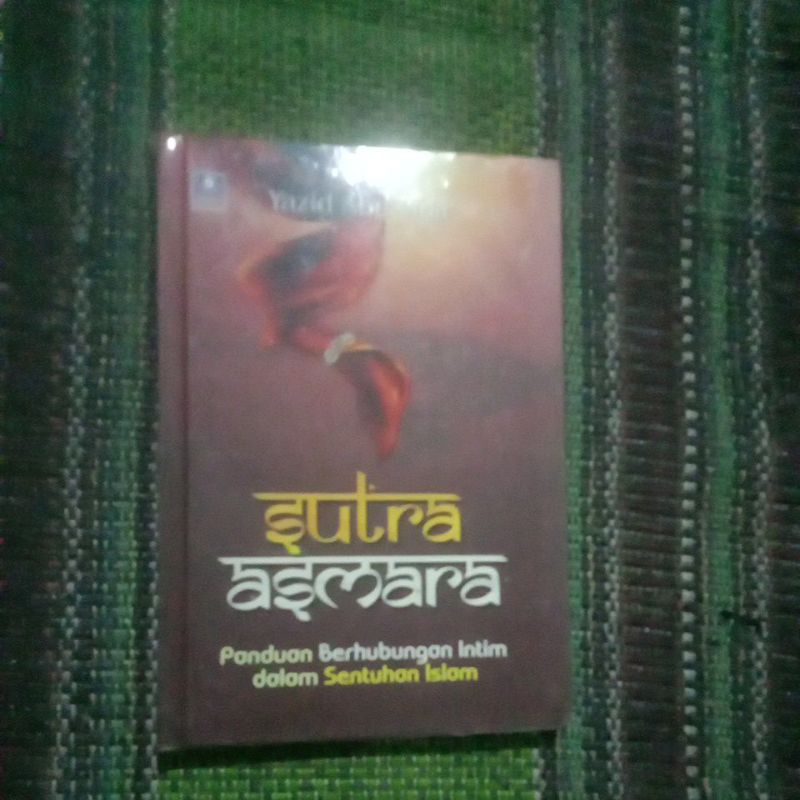 Yazid
Sutra
asmara
Panduan Berhubungan Intim
dalam Sentuhan Islam